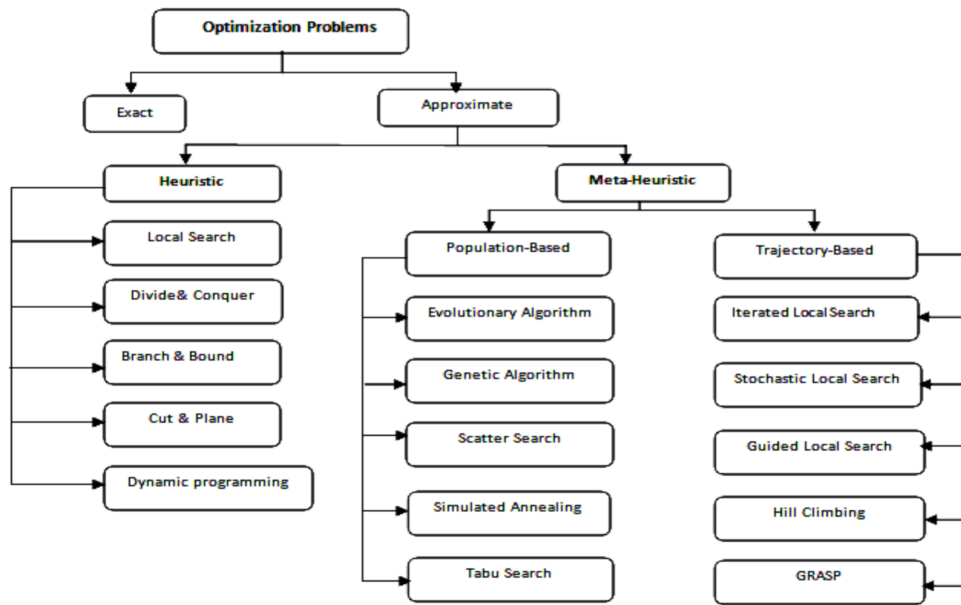 Optimization Problems
Exact
Approximate
Heuristic
Meta-Heuristic
Local Search
Divide& Conquer
Branch & Bound
Cut & Plane
Dynamic programming
Population-Based
Evolutionary Algorithm
Genetic Algorithm
Scatter Search
Simulated Annealing
Tabu Search
Trajectory-Based
Iterated LocalSearch
Stochastic Local Search
Guided Local Search
Hill Climbing
GRASP